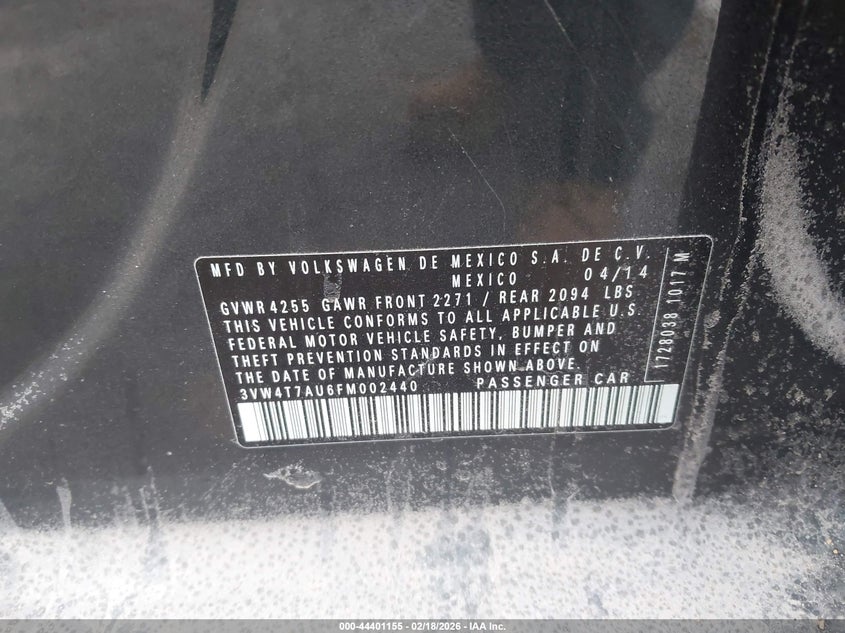 MFD BY VOLKSWAGEN DE MEXICO S.A. DE C.V.
MEXICO 04/14
GVWR 4255 GAWR FRONT 2271 / REAR 2094 LBS
THIS VEHICLE CONFORMS TO ALL APPLICABLE U.S.
FEDERAL MOTOR VEHICLE SAFETY, BUMPER AND
THEFT PREVENTION STANDARDS IN EFFECT ON
THE DATE OF MANUFACTURE SHOWN ABOVE.
3VW4T7AU6FM002440 PASSENGER CAR
1728038 1017 M
000-44401155 - 02/18/2026 - IAA Inc.